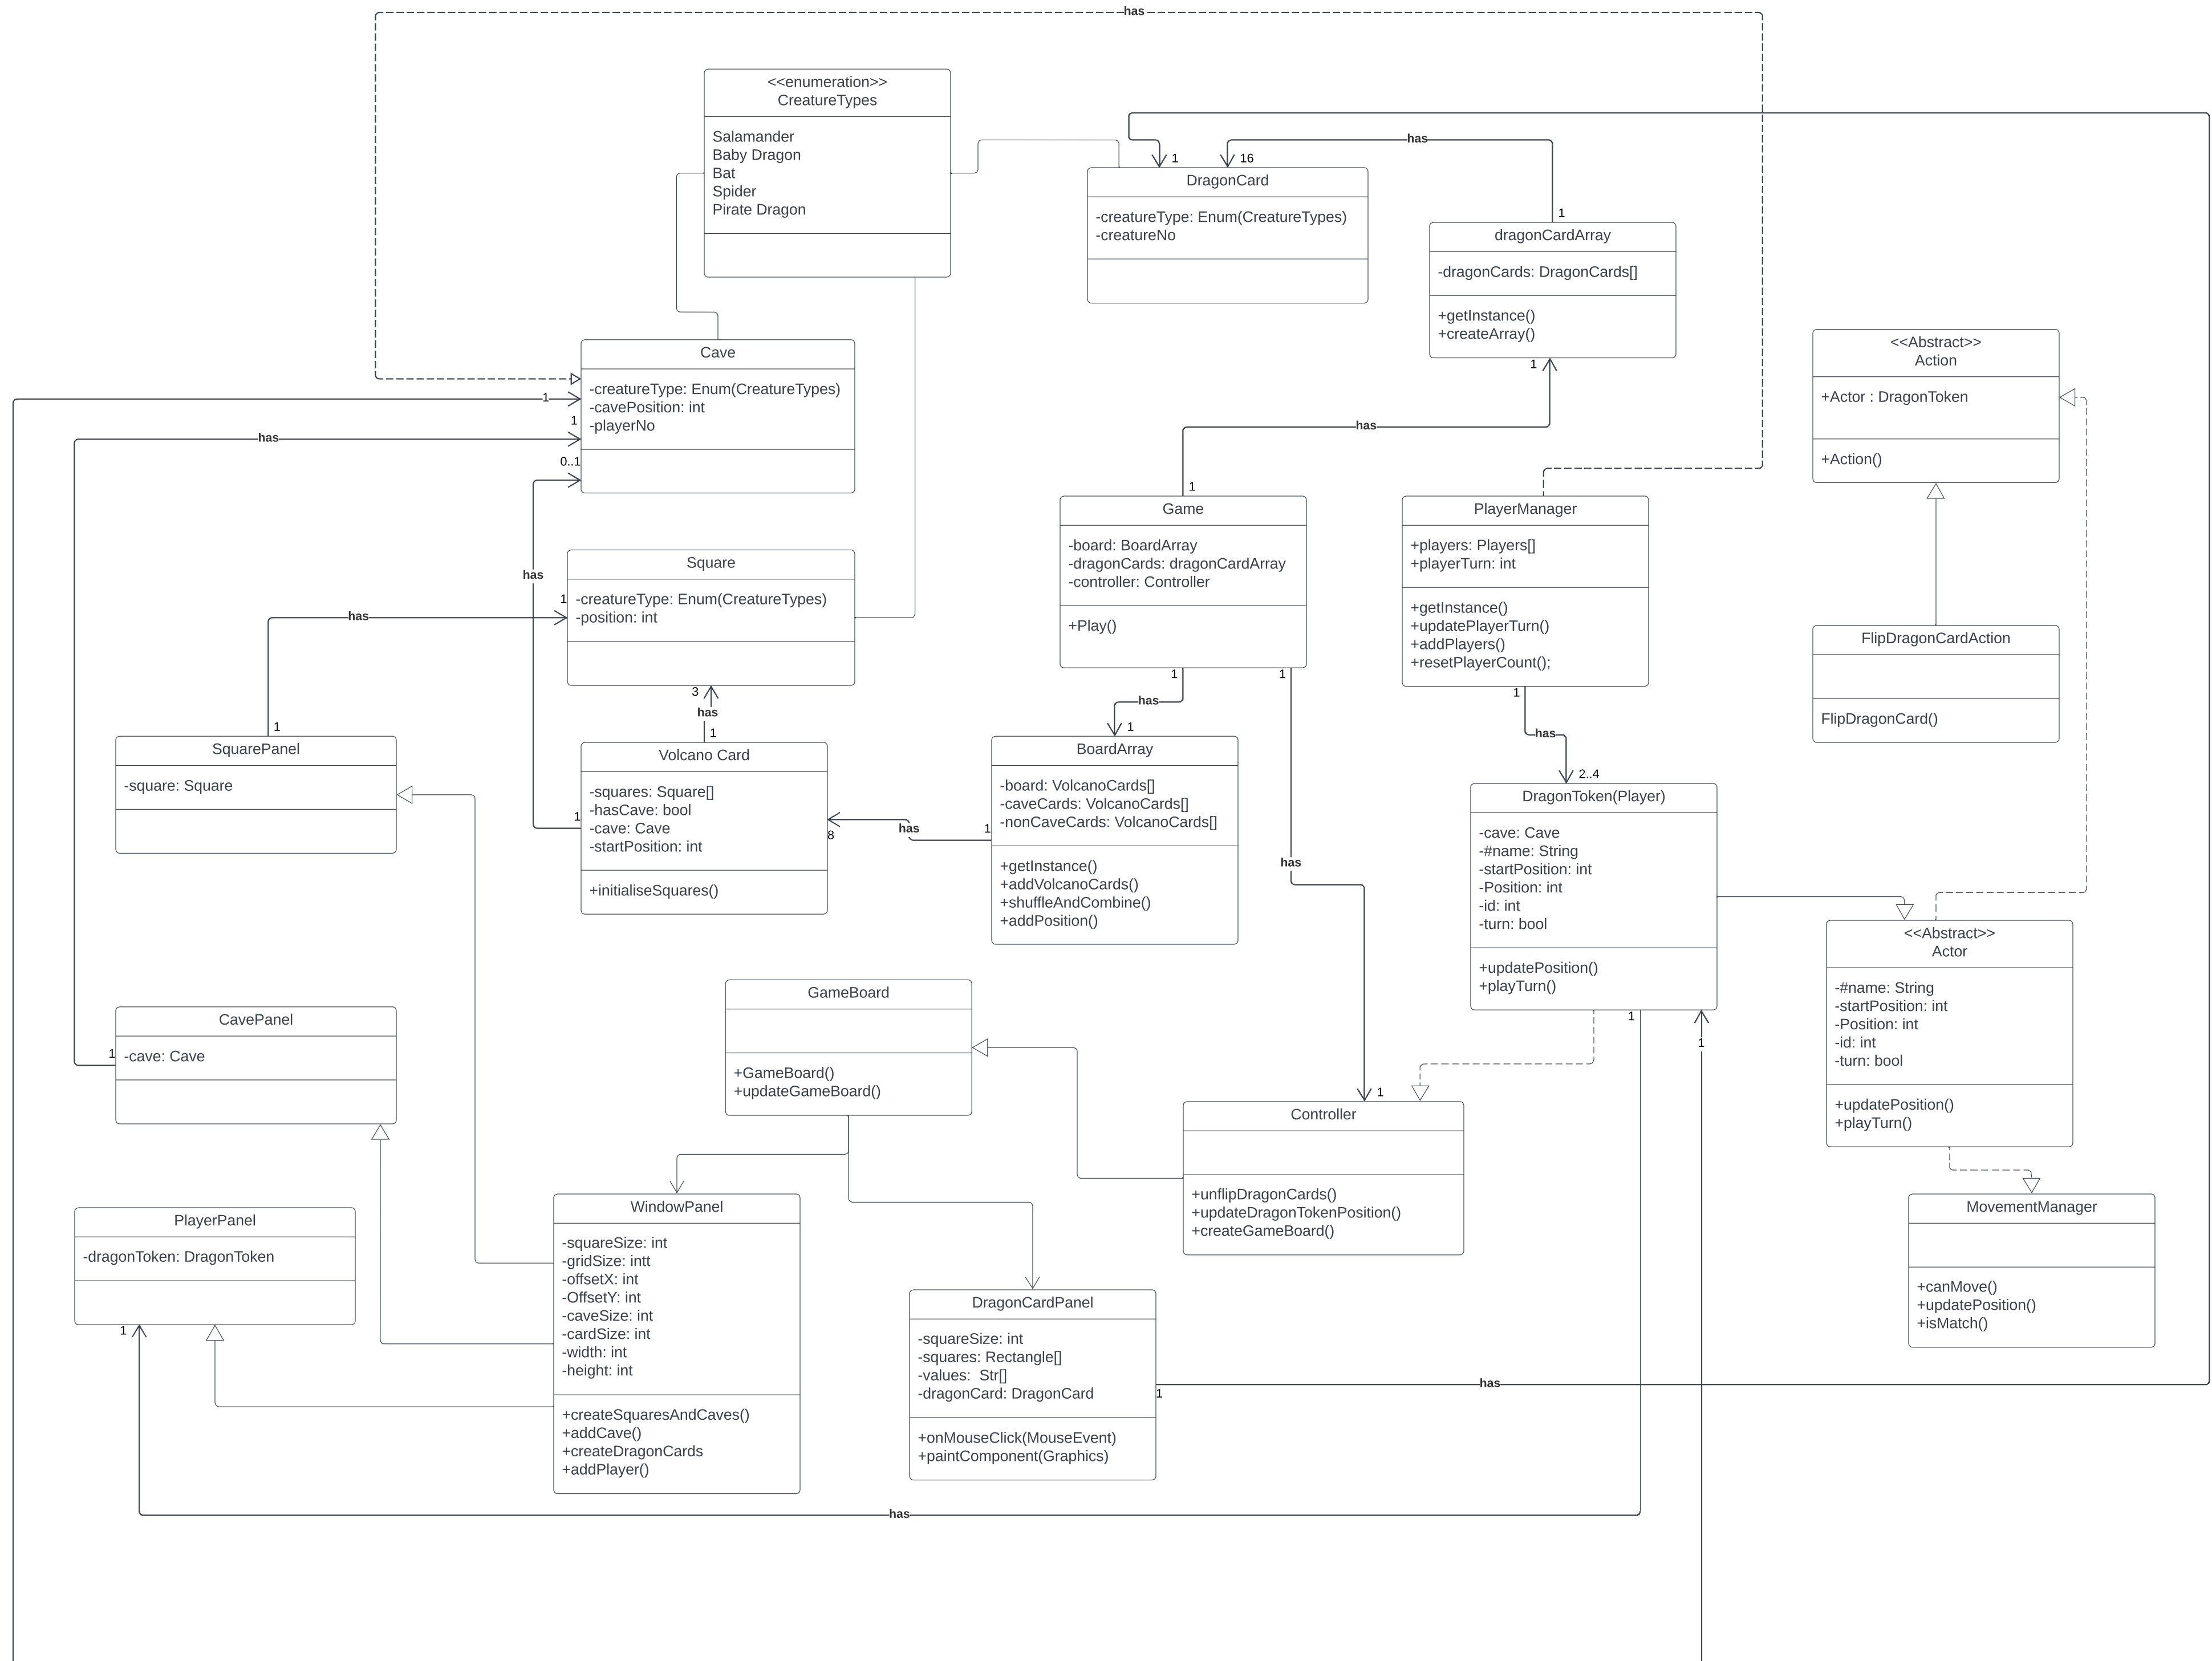 has
<<enumeration>>
CreatureTypes
Salamander
Baby Dragon
Bat
Spider
Pirate Dragon
1
16
has
DragonCard
-creatureType: Enum(CreatureTypes)
-creatureNo
1
dragonCardArray
-dragonCards: DragonCards[]
+getInstance()
+createArray()
1
<<Abstract>>
Action
+Actor : DragonToken
+Action()
Cave
-creatureType: Enum(CreatureTypes)
-cavePosition: int
-playerNo
1
1
has
0..1
has
has
1
Game
-board: BoardArray
-dragonCards: dragonCardArray
-controller: Controller
+Play()
1
1
PlayerManager
+players: Players[]
+playerTurn: int
+getInstance()
+updatePlayerTurn()
+addPlayers()
+resetPlayerCount();
1
FlipDragonCardAction
FlipDragonCard()
Square
-creatureType: Enum(CreatureTypes)
-position: int
1
has
3
has
1
1
SquarePanel
-square: Square
Volcano Card
-squares: Square[]
-hasCave: bool
-cave: Cave
-startPosition: int
+initialiseSquares()
1
8
has
1
has
1
BoardArray
-board: VolcanoCards[]
-caveCards: VolcanoCards[]
-nonCaveCards: VolcanoCards[]
+getInstance()
+addVolcanoCards()
+shuffleAndCombine()
+addPosition()
has
has
2..4
DragonToken(Player)
-cave: Cave
-#name: String
-startPosition: int
-Position: int
-id: int
-turn: bool
+updatePosition()
+playTurn()
1
1
<<Abstract>>
Actor
-#name: String
-startPosition: int
-Position: int
-id: int
-turn: bool
+updatePosition()
+playTurn()
CavePanel
-cave: Cave
1
GameBoard
+GameBoard()
+updateGameBoard()
1
Controller
+unflipDragonCards()
+updateDragonTokenPosition()
+createGameBoard()
MovementManager
+canMove()
+updatePosition()
+isMatch()
PlayerPanel
-dragonToken: DragonToken
1
WindowPanel
-squareSize: int
-gridSize: intt
-offsetX: int
-OffsetY: int
-caveSize: int
-cardSize: int
-width: int
-height: int
+createSquaresAndCaves()
+addCave()
+createDragonCards
+addPlayer()
DragonCardPanel
-squareSize: int
-squares: Rectangle[]
-values:  Str[]
-dragonCard: DragonCard
+onMouseClick(MouseEvent)
+paintComponent(Graphics)
1
has
has